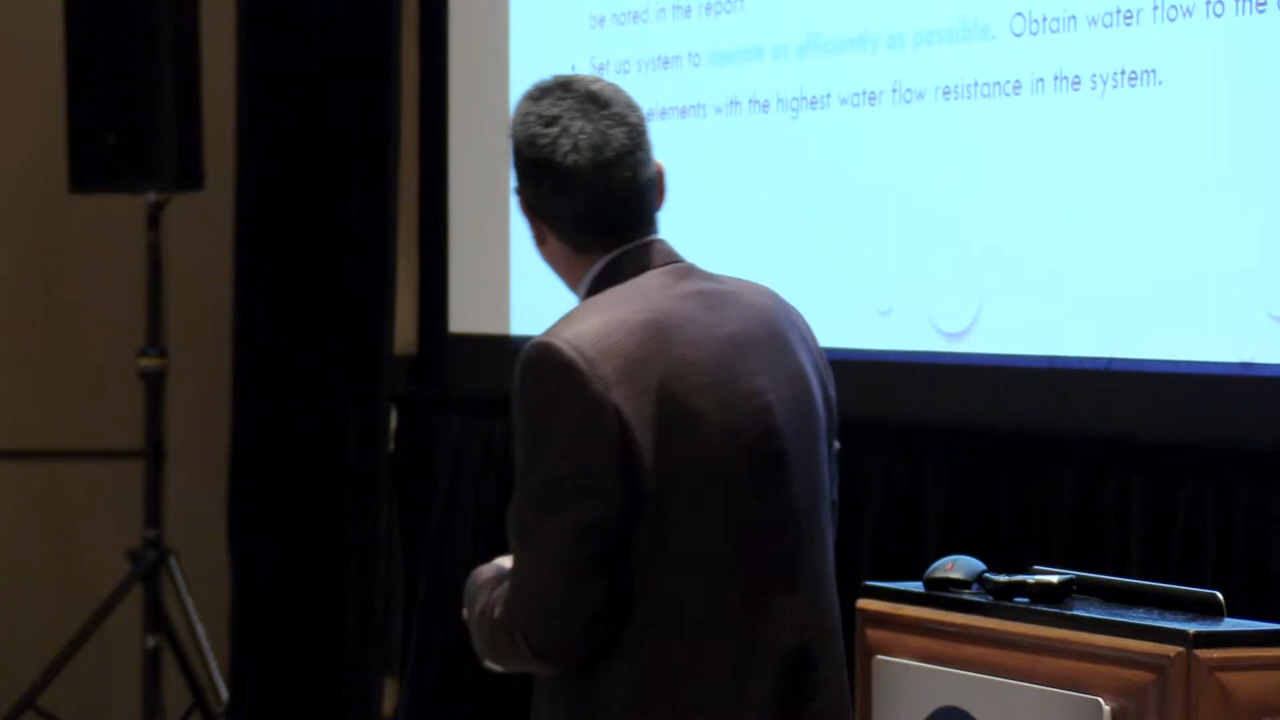 be noted in the report
• Set up system to operate as efficiently as possible. Obtain water flow to the
elements with the highest water flow resistance in the system.